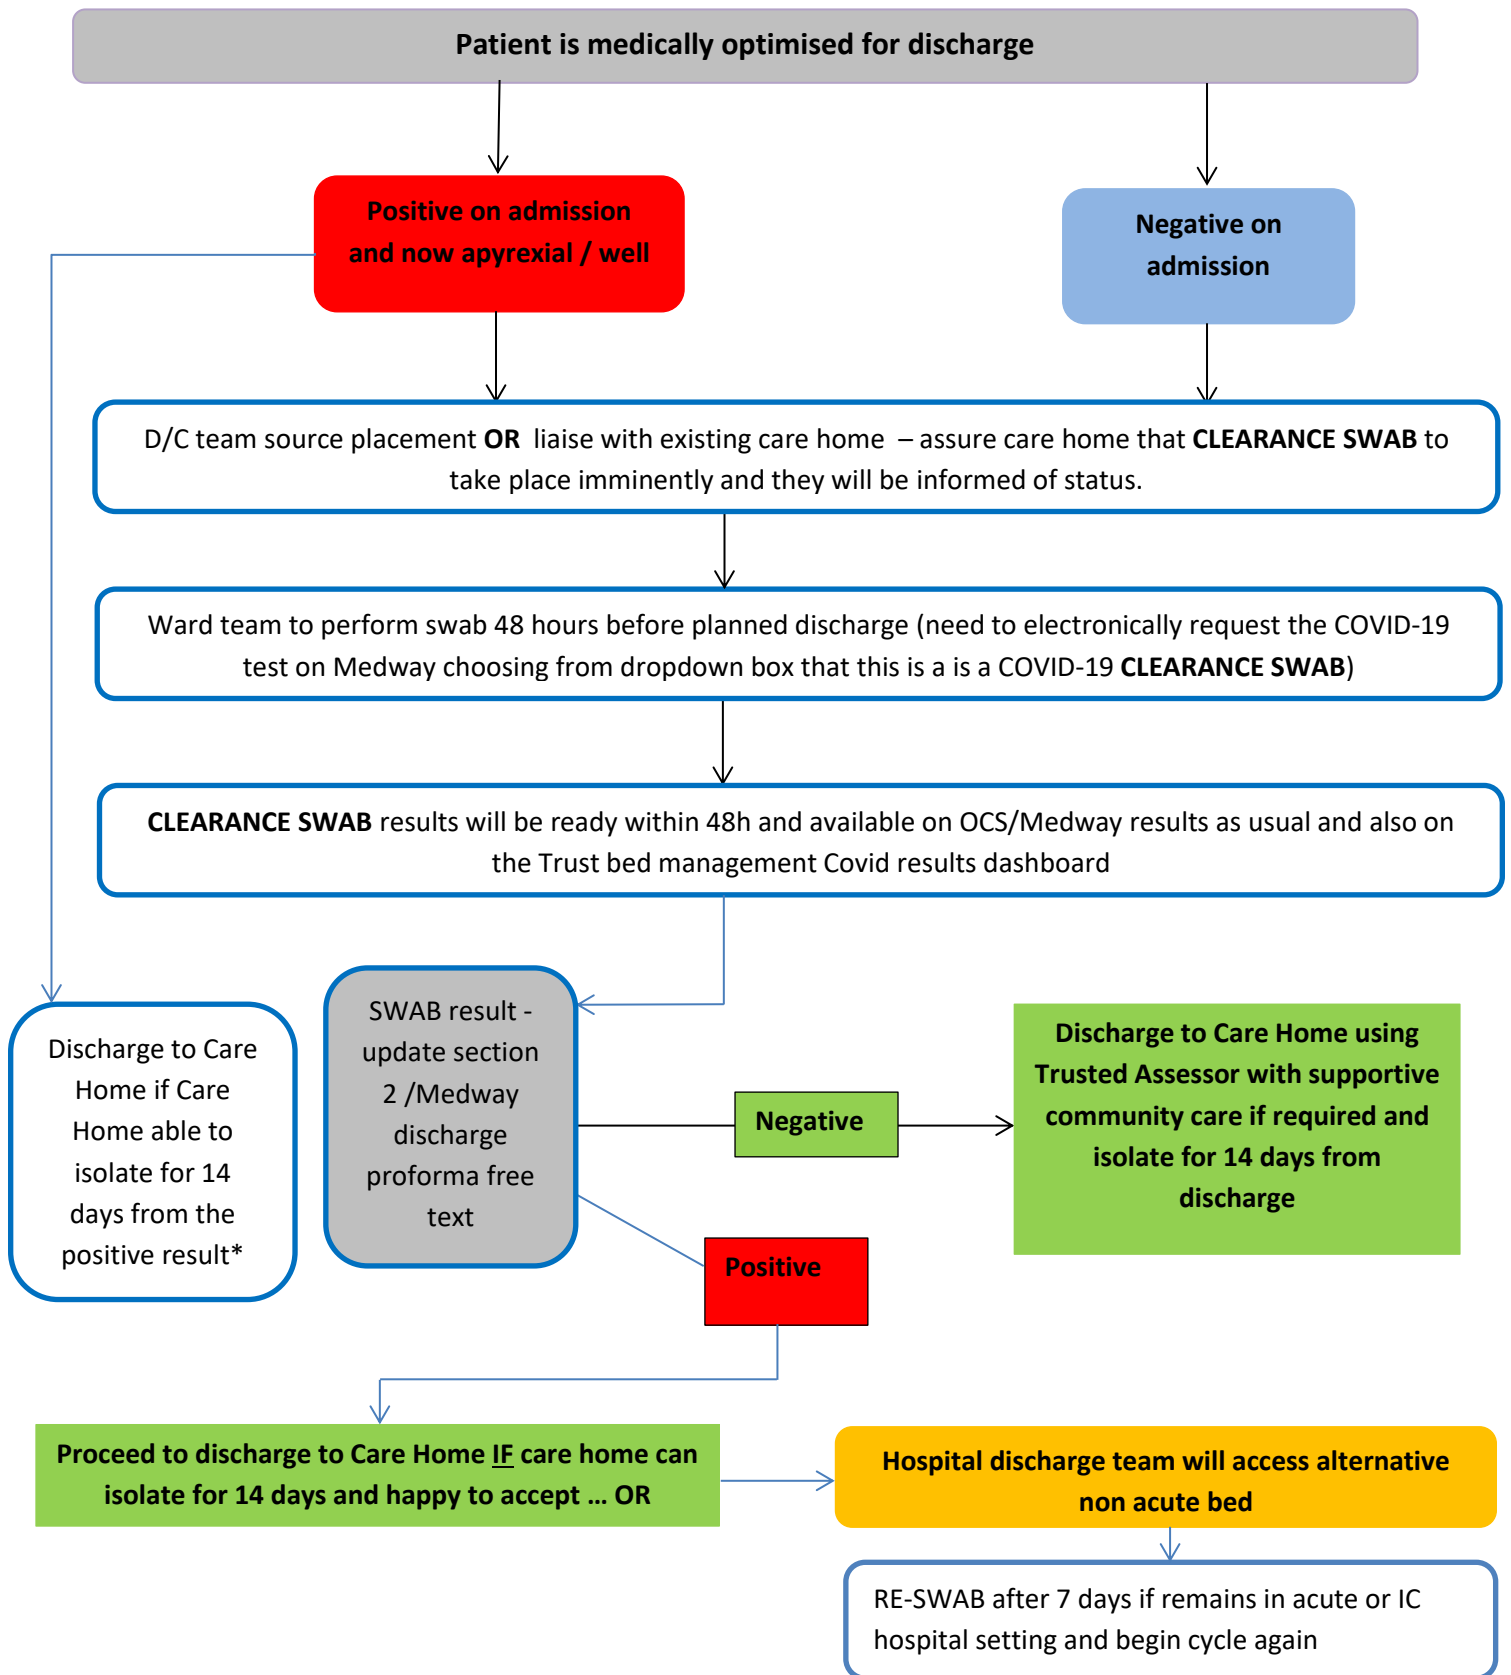 Patient is medically optimised for discharge
Positive on admission
and now apyrexial / well
Negative on
admission
D/C team source placement OR liaise with existing care home – assure care home that CLEARANCE SWAB to
take place imminently and they will be informed of status.
Ward team to perform swab 48 hours before planned discharge (need to electronically request the COVID-19
test on Medway choosing from dropdown box that this is a is a COVID-19 CLEARANCE SWAB)
CLEARANCE SWAB results will be ready within 48h and available on OCS/Medway results as usual and also on
the Trust bed management Covid results dashboard
Discharge to Care
Home if Care
Home able to
isolate for 14
days from the
positive result*
SWAB result -
update section
2 /Medway
discharge
proforma free
text
Negative
Discharge to Care Home using
Trusted Assessor with supportive
community care if required and
isolate for 14 days from
discharge
Positive
Proceed to discharge to Care Home IF care home can
isolate for 14 days and happy to accept … OR
Hospital discharge team will access alternative
non acute bed
RE-SWAB after 7 days if remains in acute or IC
hospital setting and begin cycle again